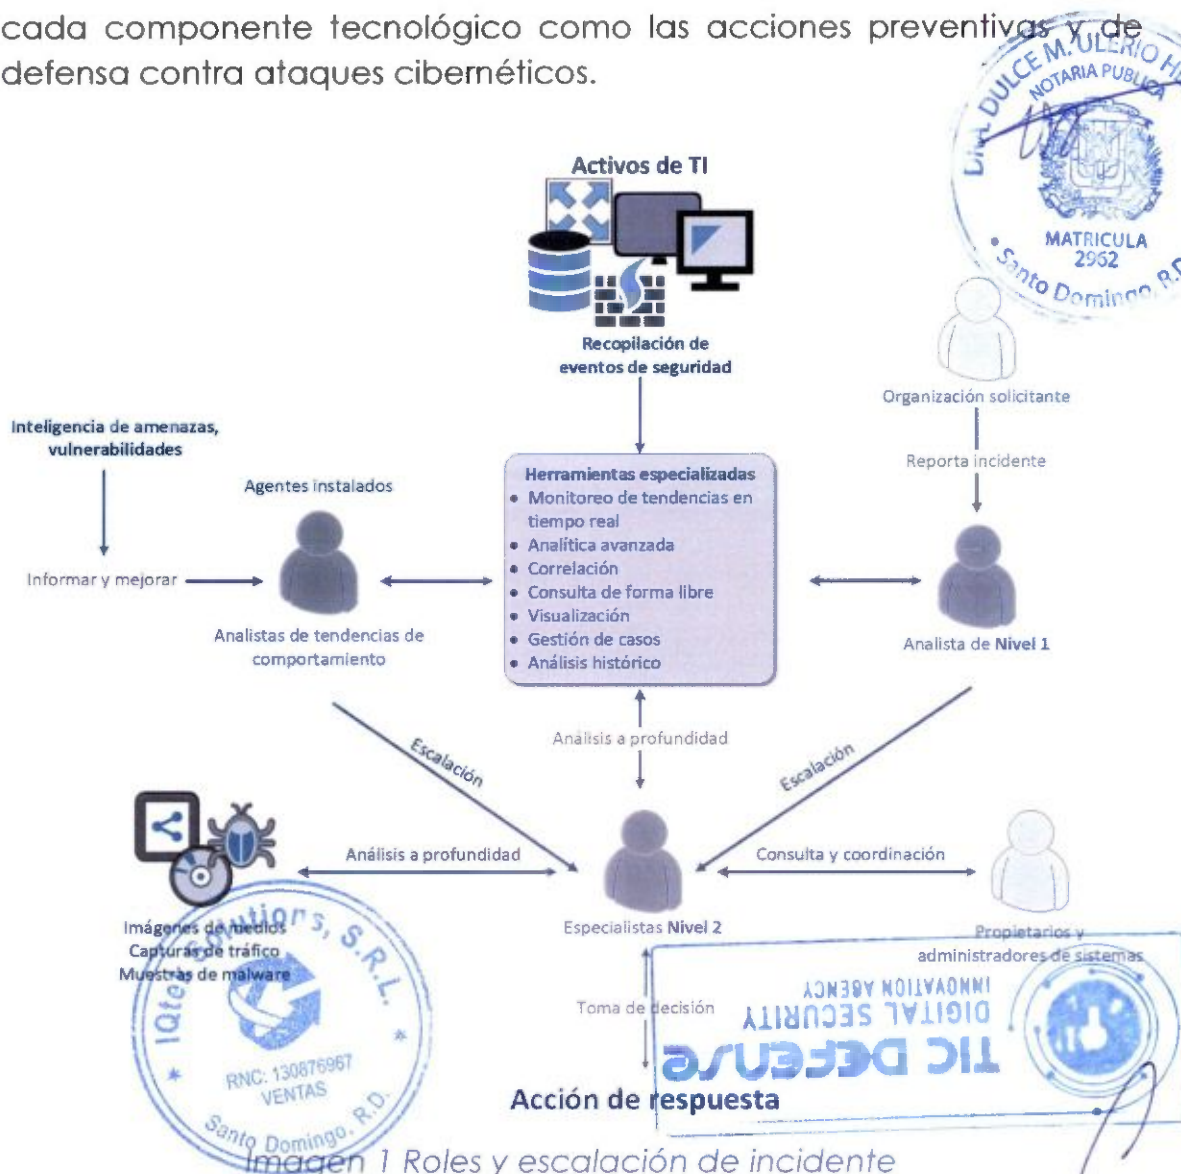 cada componente tecnológico como las acciones preventivas y de
defensa contra ataques cibernéticos.
DULCE M. ULERIO
NOTARIA PUBLICA
MATRICULA
2962
Santo Domingo, R.D.
Activos de TI
Recopilación de
eventos de seguridad
Organización solicitante
Reporta incidente
Inteligencia de amenazas,
vulnerabilidades
Informar y mejorar
Agentes instalados
Analistas de tendencias de
comportamiento
Herramientas especializadas
• Monitoreo de tendencias en
tiempo real
• Analítica avanzada
• Correlación
• Consulta de forma libre
• Visualización
• Gestión de casos
• Análisis histórico
Analista de Nivel 1
Análisis a profundidad
Escalación
Escalación
Análisis a profundidad
Consulta y coordinación
Imágenes de medios
Capturas de tráfico
Muestras de malware
Especialistas Nivel 2
Propietarios y
administradores de sistemas
Toma de decisión
IQtek Solutions, S.R.L.
RNC: 130876967
VENTAS
Santo Domingo, R.D.
TIC DEFENSE
DIGITAL SECURITY
INNOVATION AGENCY
Acción de respuesta
Imagen 1 Roles y escalación de incidente